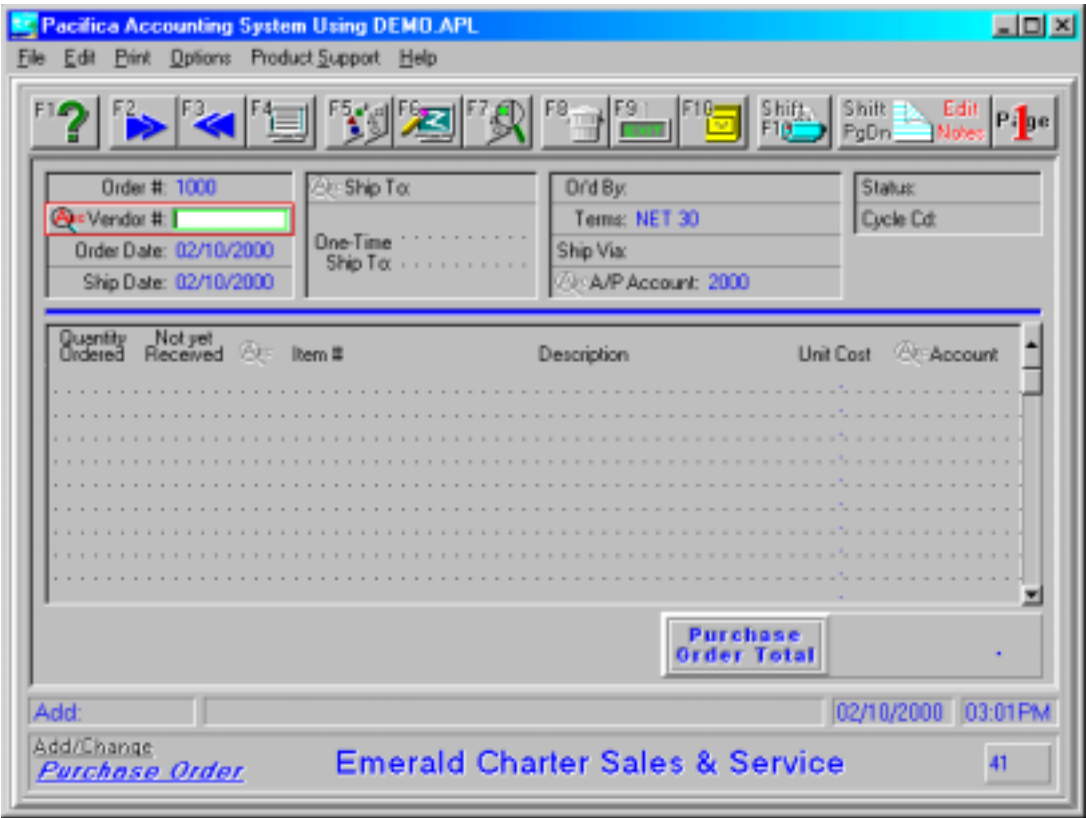 Pacifica Accounting System Using DEMO.APL
File Edit Print Options Product Support Help
F1 F2 F3 F4 F5 F6 F7 F8 F9 EXIT F10 Shift F10 Shift PgDn Edit Notes Page 1
Order #: 1000
Vendor #:
Order Date: 02/10/2000
Ship Date: 02/10/2000
Ship To:
One-Time
Ship To:
Or'd By:
Terms: NET 30
Ship Via:
A/P Account: 2000
Status:
Cycle Cd:
Quantity Ordered Not yet Received Item # Description Unit Cost Account
Purchase
Order Total
Add: 02/10/2000 03:01PM
Add/Change
Purchase Order
Emerald Charter Sales & Service
41